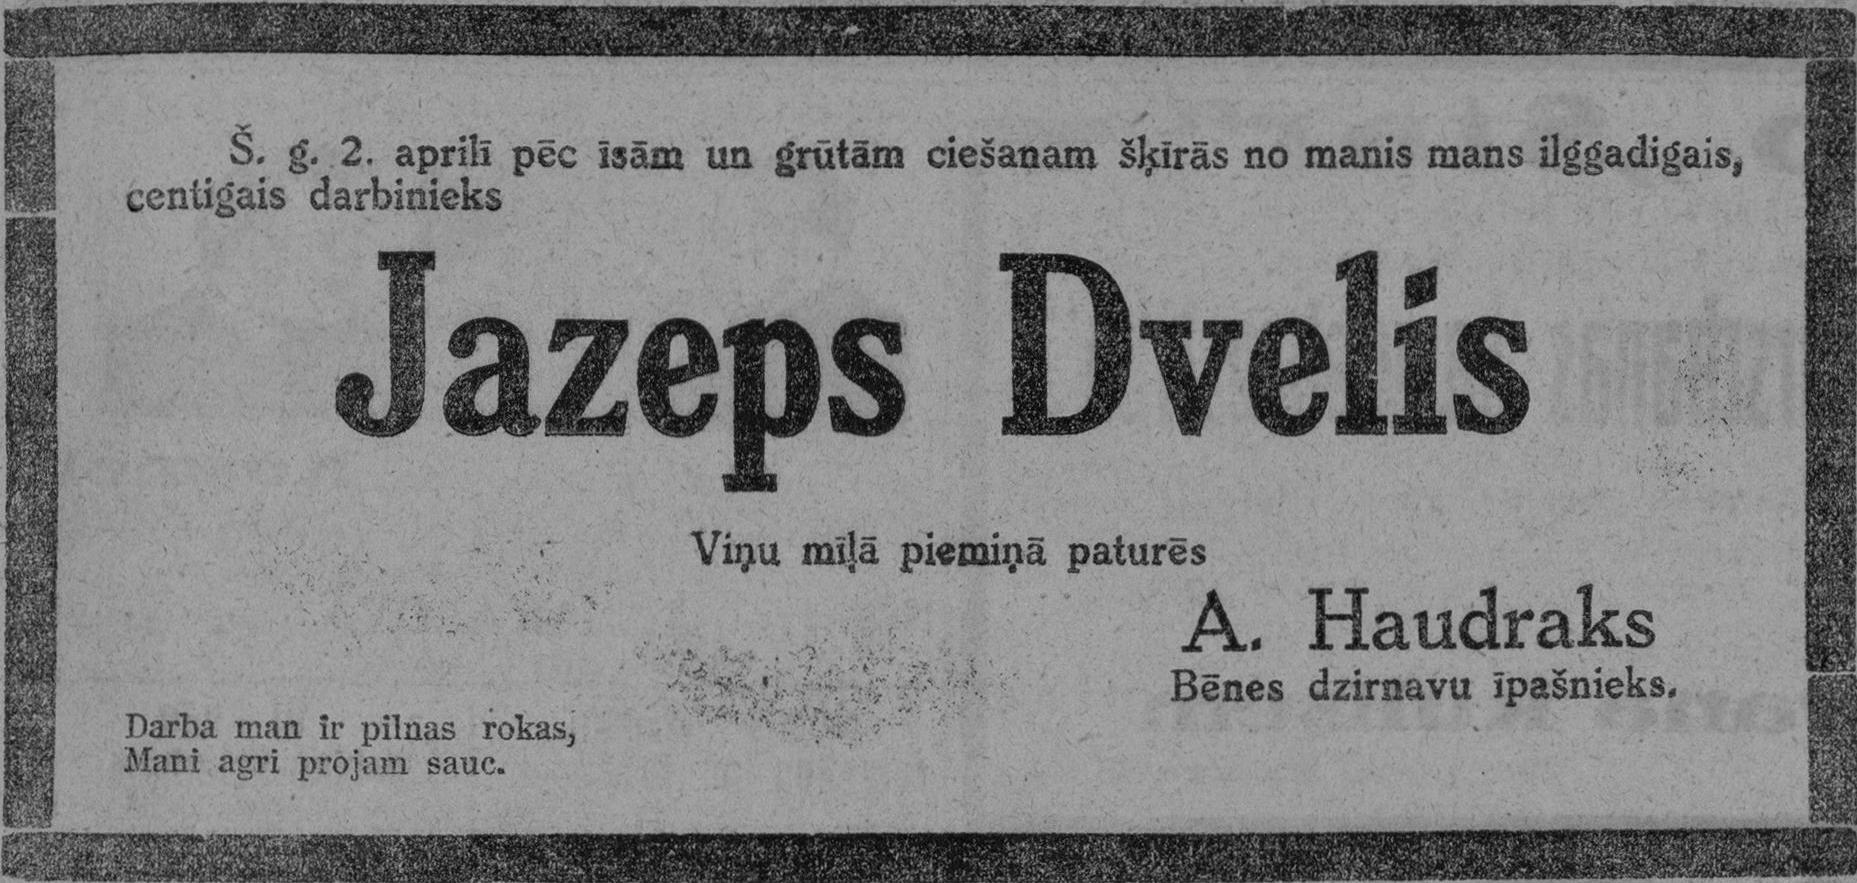 Š. g. 2. aprilī pēc īsām un grūtām ciešanam šķīrās no manis mans ilggadigais,
centigais darbinieks
Jazeps Dvelis
Viņu mīļā piemiņā paturēs
A. Haudraks
Bēnes dzirnavu īpašnieks.
Darba man ir pilnas rokas,
Mani agri projam sauc.